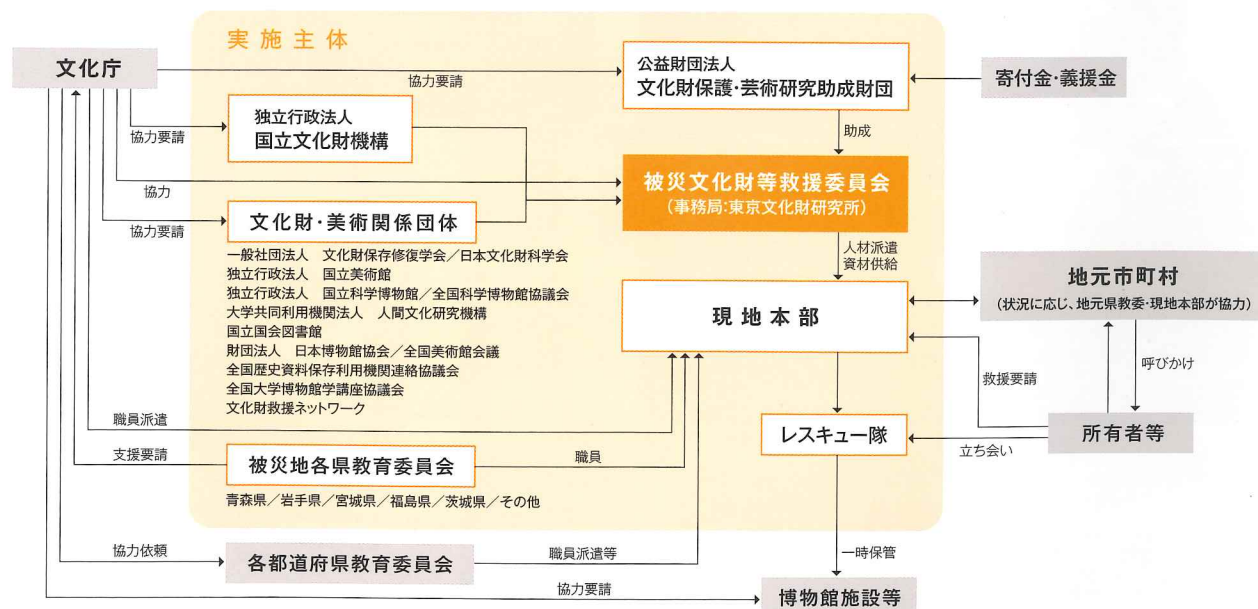 実施主体
文化庁
協力要請
公益財団法人
文化財保護・芸術研究助成財団
寄付金・義援金
独立行政法人
国立文化財機構
協力要請
助成
被災文化財等救援委員会
(事務局:東京文化財研究所)
協力
文化財・美術関係団体
協力要請
一般社団法人　文化財保存修復学会／日本文化財科学会
独立行政法人　国立美術館
独立行政法人　国立科学博物館／全国科学博物館協議会
大学共同利用機関法人　人間文化研究機構
国立国会図書館
財団法人　日本博物館協会／全国美術館会議
全国歴史資料保存利用機関連絡協議会
全国大学博物館学講座協議会
文化財救援ネットワーク
人材派遣
資材供給
現地本部
地元市町村
(状況に応じ、地元県教委・現地本部が協力)
呼びかけ
救援要請
職員派遣
レスキュー隊
立ち会い
所有者等
支援要請
被災地各県教育委員会
職員
青森県／岩手県／宮城県／福島県／茨城県／その他
協力依頼
各都道府県教育委員会
職員派遣等
一時保管
協力要請
博物館施設等